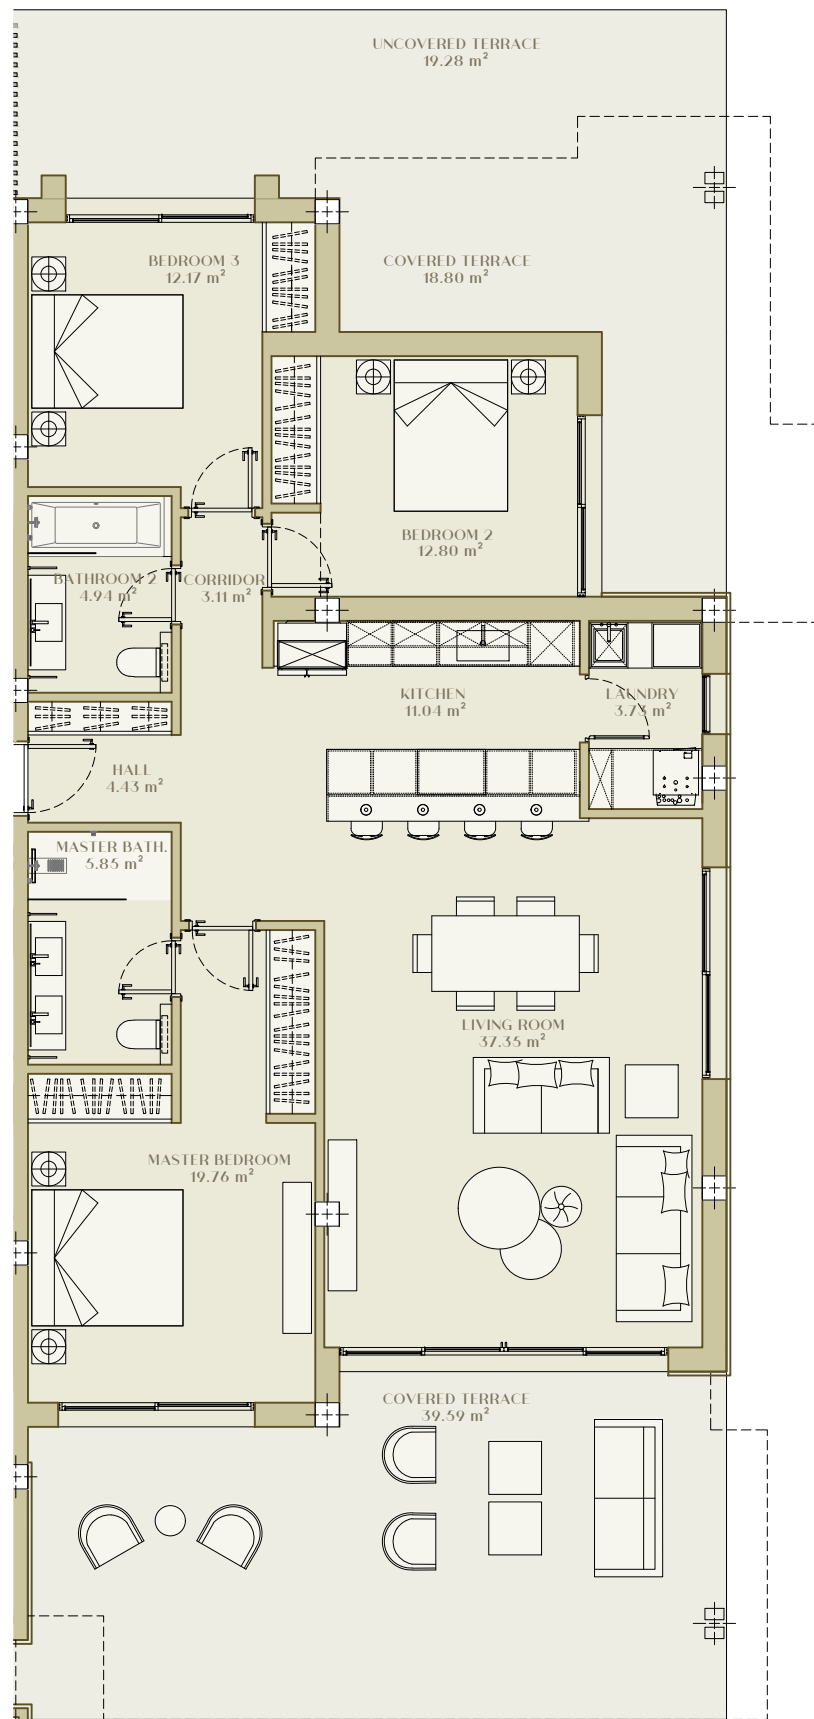 UNCOVERED TERRACE
19.28 m²
BEDROOM 3
12.17 m²
COVERED TERRACE
18.80 m²
BEDROOM 2
12.80 m²
BATHROOM 2
4.94 m²
CORRIDOR
3.11 m²
KITCHEN
11.04 m²
LAUNDRY
3.73 m²
HALL
4.43 m²
MASTER BATH.
5.85 m²
LIVING ROOM
37.35 m²
MASTER BEDROOM
19.76 m²
COVERED TERRACE
39.59 m²